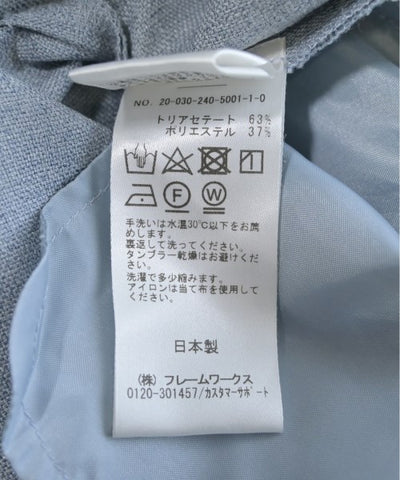 NO. 20-030-240-5001-1-0
トリアセテート 63%
ポリエステル 37%
手洗いは水温30℃以下をお薦
めします。
裏返して洗ってください。
タンブラー乾燥はお避けくだ
さい。
洗濯で多少縮みます。
アイロンは当て布を使用して
ください。
日本製
(株) フレームワークス
0120-301457/カスタマーサポート